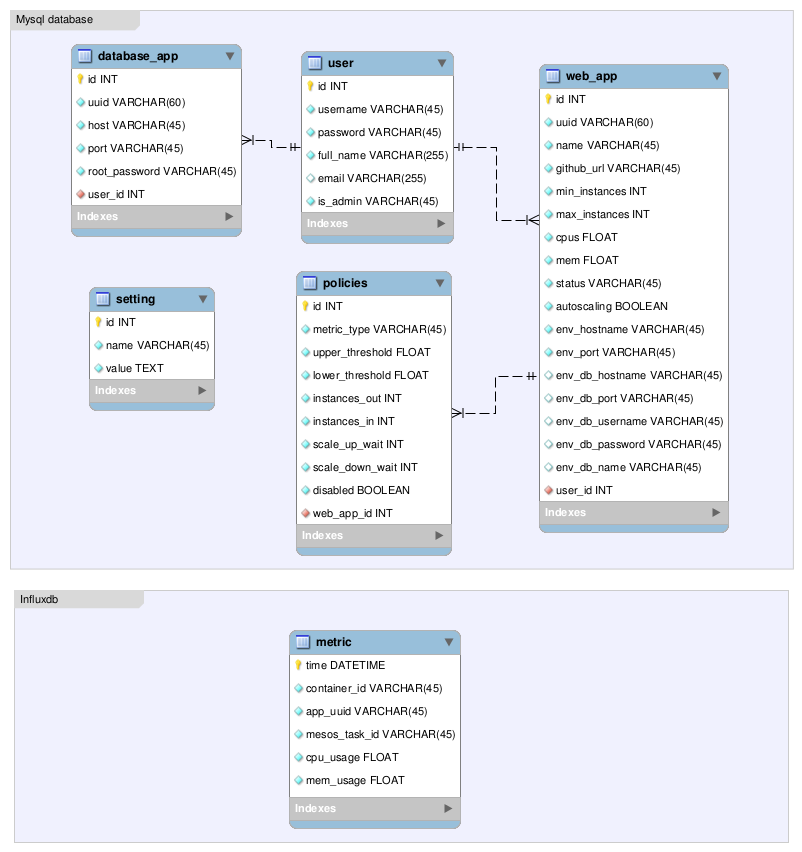 Mysql database
database_app
id INT
uuid VARCHAR(60)
host VARCHAR(45)
port VARCHAR(45)
root_password VARCHAR(45)
user_id INT
Indexes
user
id INT
username VARCHAR(45)
password VARCHAR(45)
full_name VARCHAR(255)
email VARCHAR(255)
is_admin VARCHAR(45)
Indexes
web_app
id INT
uuid VARCHAR(60)
name VARCHAR(45)
github_url VARCHAR(45)
min_instances INT
max_instances INT
cpus FLOAT
mem FLOAT
status VARCHAR(45)
autoscaling BOOLEAN
env_hostname VARCHAR(45)
env_port VARCHAR(45)
env_db_hostname VARCHAR(45)
env_db_port VARCHAR(45)
env_db_username VARCHAR(45)
env_db_password VARCHAR(45)
env_db_name VARCHAR(45)
user_id INT
Indexes
setting
id INT
name VARCHAR(45)
value TEXT
Indexes
policies
id INT
metric_type VARCHAR(45)
upper_threshold FLOAT
lower_threshold FLOAT
instances_out INT
instances_in INT
scale_up_wait INT
scale_down_wait INT
disabled BOOLEAN
web_app_id INT
Indexes
Influxdb
metric
time DATETIME
container_id VARCHAR(45)
app_uuid VARCHAR(45)
mesos_task_id VARCHAR(45)
cpu_usage FLOAT
mem_usage FLOAT
Indexes